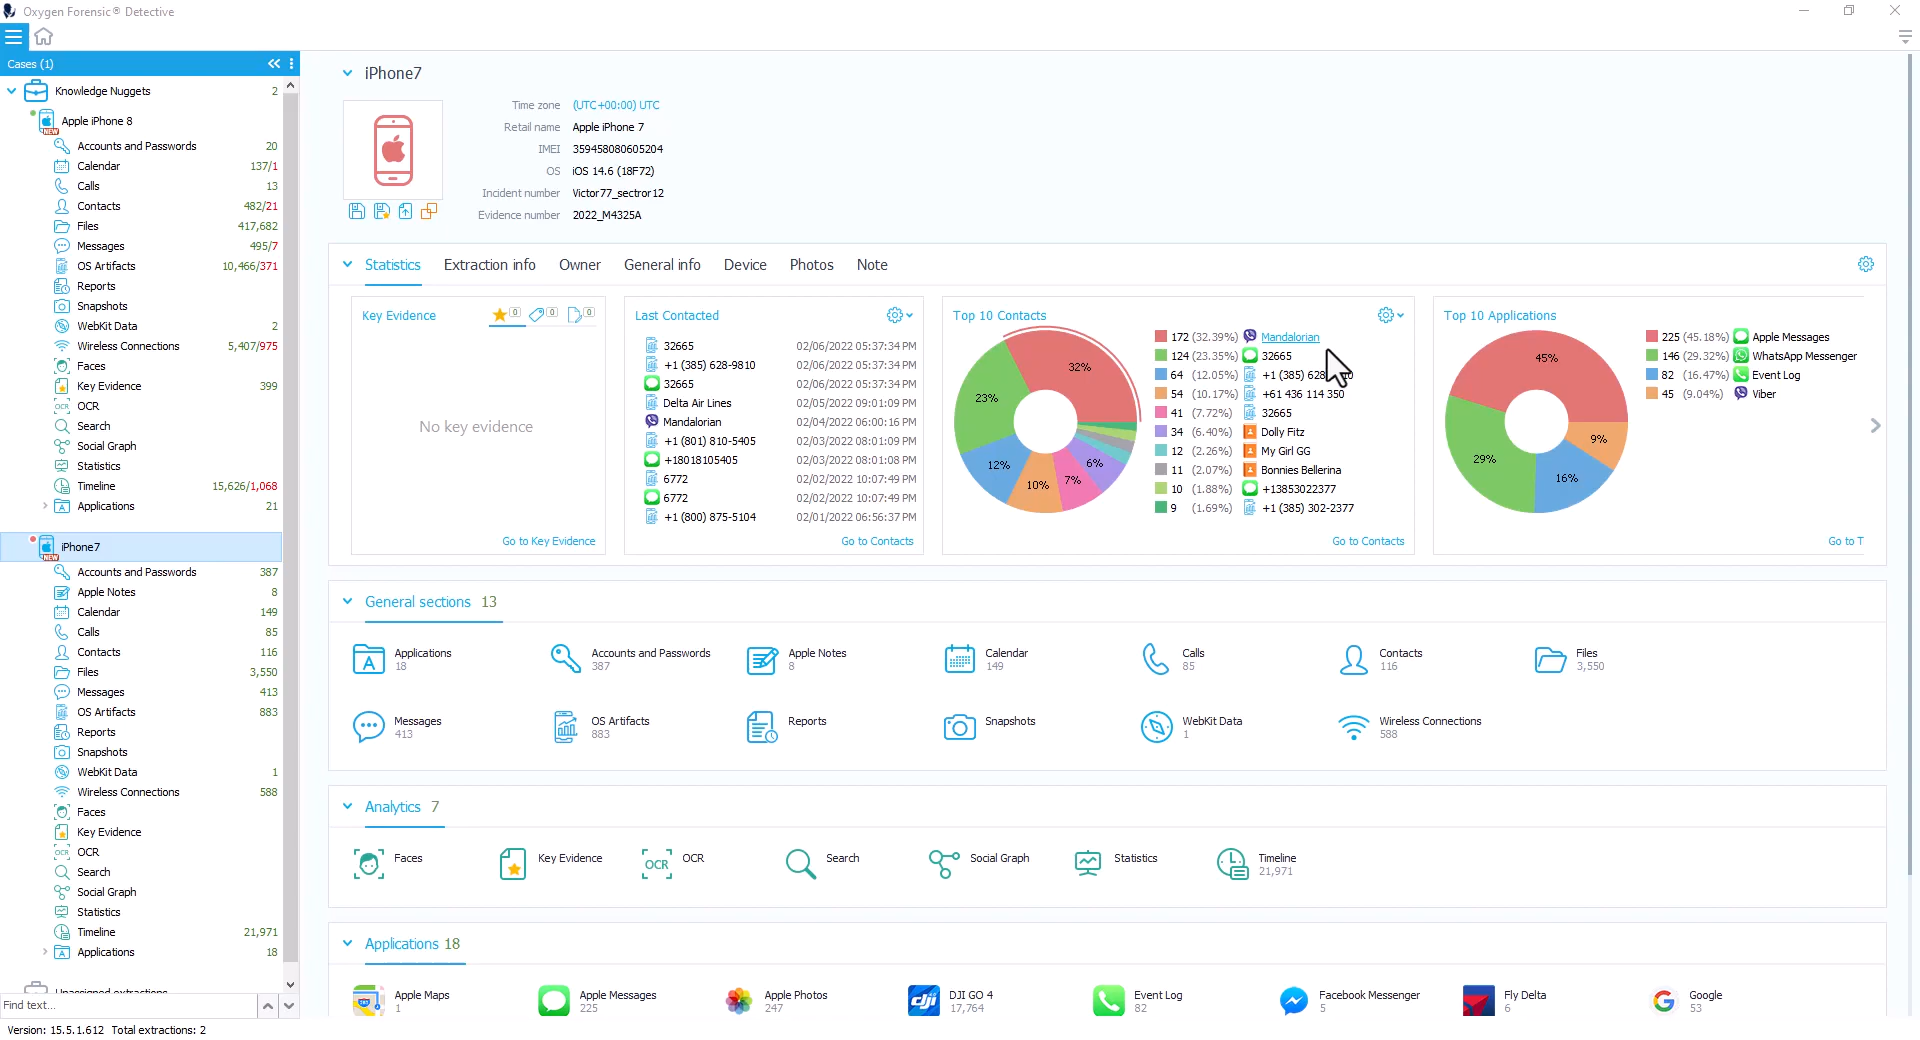 Oxygen Forensic® Detective
Cases (1)
Knowledge Nuggets 2
Apple iPhone 8
NEW
Accounts and Passwords 20
Calendar 137/1
Calls 13
Contacts 482/21
Files 417,682
Messages 495/7
OS Artifacts 10,466/371
Reports
Snapshots
WebKit Data 2
Wireless Connections 5,407/975
Faces
Key Evidence 399
OCR OCR
Search
Social Graph
Statistics
Timeline 15,626/1,068
Applications 21
iPhone7
NEW
Accounts and Passwords 387
Apple Notes 8
Calendar 149
Calls 85
Contacts 116
Files 3,550
Messages 413
OS Artifacts 883
Reports
Snapshots
WebKit Data 1
Wireless Connections 588
Faces
Key Evidence
OCR OCR
Search
Social Graph
Statistics
Timeline 21,971
Applications 18
Unassigned extractions
Find text...
Version: 15.5.1.612 Total extractions: 2
iPhone7
Time zone (UTC+00:00) UTC
Retail name Apple iPhone 7
IMEI 359458080605204
OS iOS 14.6 (18F72)
Incident number Victor77_sectror12
Evidence number 2022_M4325A
Statistics Extraction info Owner General info Device Photos Note
Key Evidence 0 0 0
No key evidence
Go to Key Evidence
Last Contacted
32665 02/06/2022 05:37:34 PM
+1 (385) 628-9810 02/06/2022 05:37:34 PM
32665 02/06/2022 05:37:34 PM
Delta Air Lines 02/05/2022 09:01:09 PM
Mandalorian 02/04/2022 06:00:16 PM
+1 (801) 810-5405 02/03/2022 08:01:09 PM
+18018105405 02/03/2022 08:01:08 PM
6772 02/02/2022 10:07:49 PM
6772 02/02/2022 10:07:49 PM
+1 (800) 875-5104 02/01/2022 06:56:37 PM
Go to Contacts
Top 10 Contacts
32%
23%
12%
10%
7%
6%
172 (32.39%) Mandalorian
124 (23.35%) 32665
64 (12.05%) +1 (385) 628
54 (10.17%) +61 436 114 350
41 (7.72%) 32665
34 (6.40%) Dolly Fitz
12 (2.26%) My Girl GG
11 (2.07%) Bonnies Bellerina
10 (1.88%) +13853022377
9 (1.69%) +1 (385) 302-2377
Go to Contacts
Top 10 Applications
45%
29%
16%
9%
225 (45.18%) Apple Messages
146 (29.32%) WhatsApp Messenger
82 (16.47%) Event Log
45 (9.04%) Viber
Go to T
General sections 13
Applications
18
Accounts and Passwords
387
Apple Notes
8
Calendar
149
Calls
85
Contacts
116
Files
3,550
Messages
413
OS Artifacts
883
Reports
Snapshots
WebKit Data
1
Wireless Connections
588
Analytics 7
Faces
Key Evidence
OCR OCR
Search
Social Graph
Statistics
Timeline
21,971
Applications 18
Apple Maps
1
Apple Messages
225
Apple Photos
247
dji
DJI GO 4
17,764
Event Log
82
Facebook Messenger
5
Fly Delta
6
G
Google
53